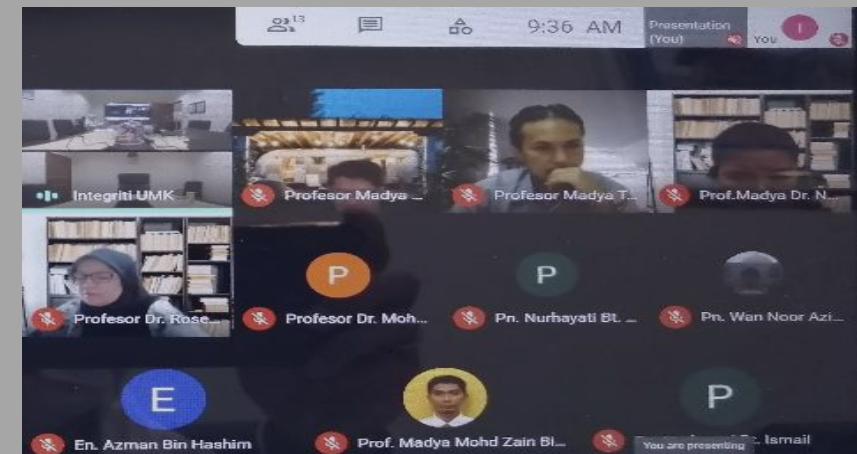 13
9:36 AM
Presentation
(You)
You
I
Integriti UMK
Profesor Madya ...
Profesor Madya T...
Prof.Madya Dr. N...
Profesor Dr. Rose...
P
Profesor Dr. Moh...
P
Pn. Nurhayati Bt. ...
Pn. Wan Noor Azi...
E
En. Azman Bin Hashim
Prof. Madya Mohd Zain Bi...
P
Ismail
You are presenting